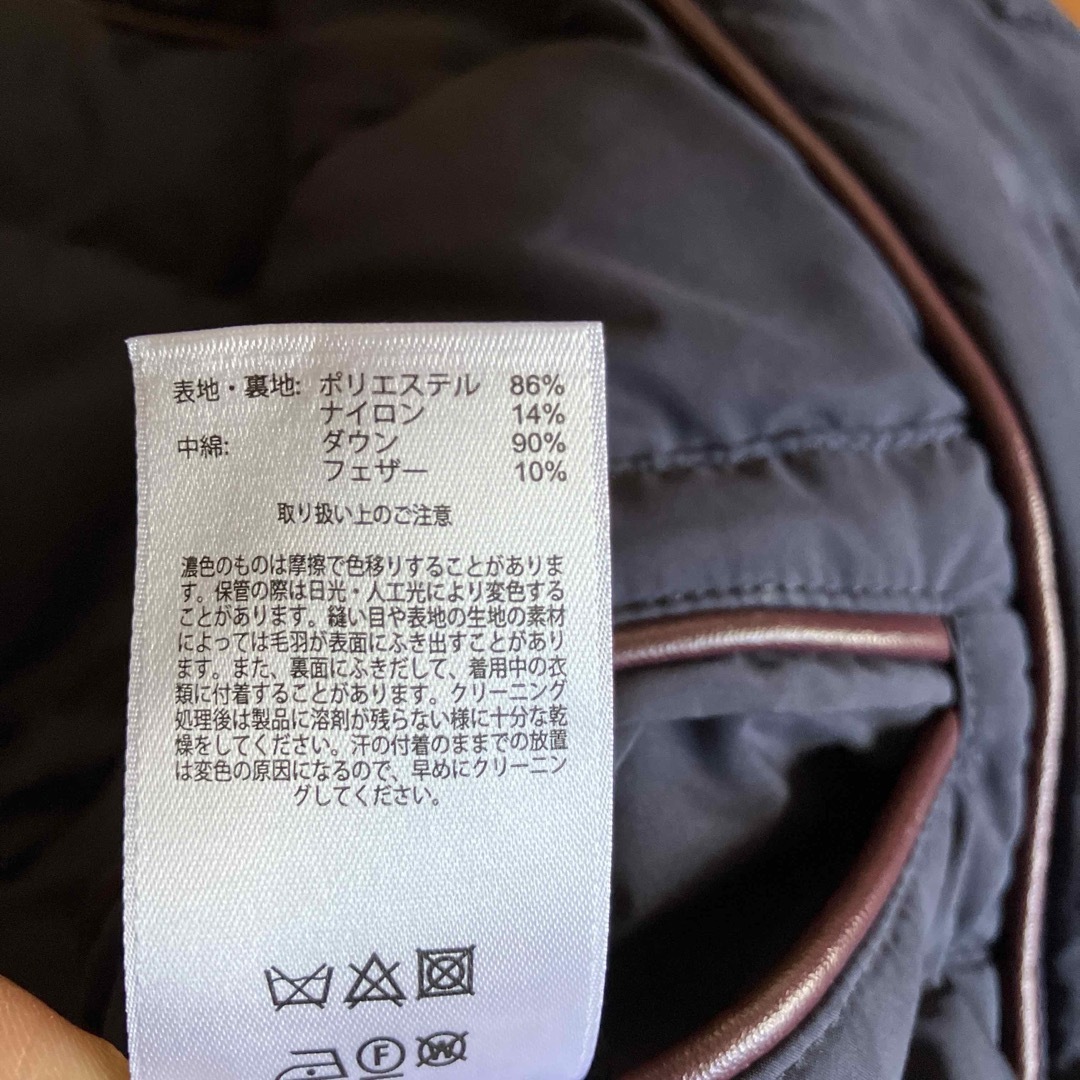 表地・裏地: ポリエステル 86%
ナイロン 14%
中綿: ダウン 90%
フェザー 10%
取り扱い上のご注意
濃色のものは摩擦で色移りすることがありま
す。保管の際は日光・人工光により変色する
ことがあります。縫い目や表地の生地の素材
によっては毛羽が表面にふき出すことがあり
ます。また、裏面にふきだして、着用中の衣
類に付着することがあります。クリーニング
処理後は製品に溶剤が残らない様に十分な乾
燥をしてください。汗の付着のままでの放置
は変色の原因になるので、早めにクリーニン
グしてください。
F W